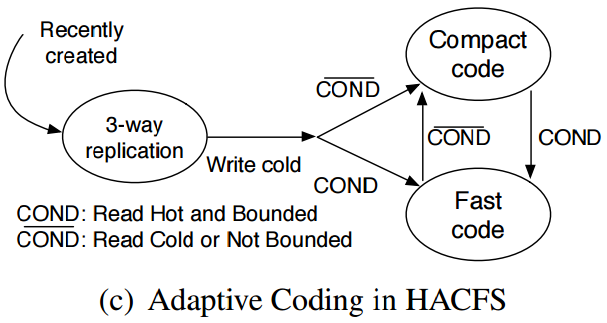 Recently
created
3-way
replication
Write cold
COND
COND
Compact
code
COND
COND
Fast
code
COND: Read Hot and Bounded
COND: Read Cold or Not Bounded
(c) Adaptive Coding in HACFS